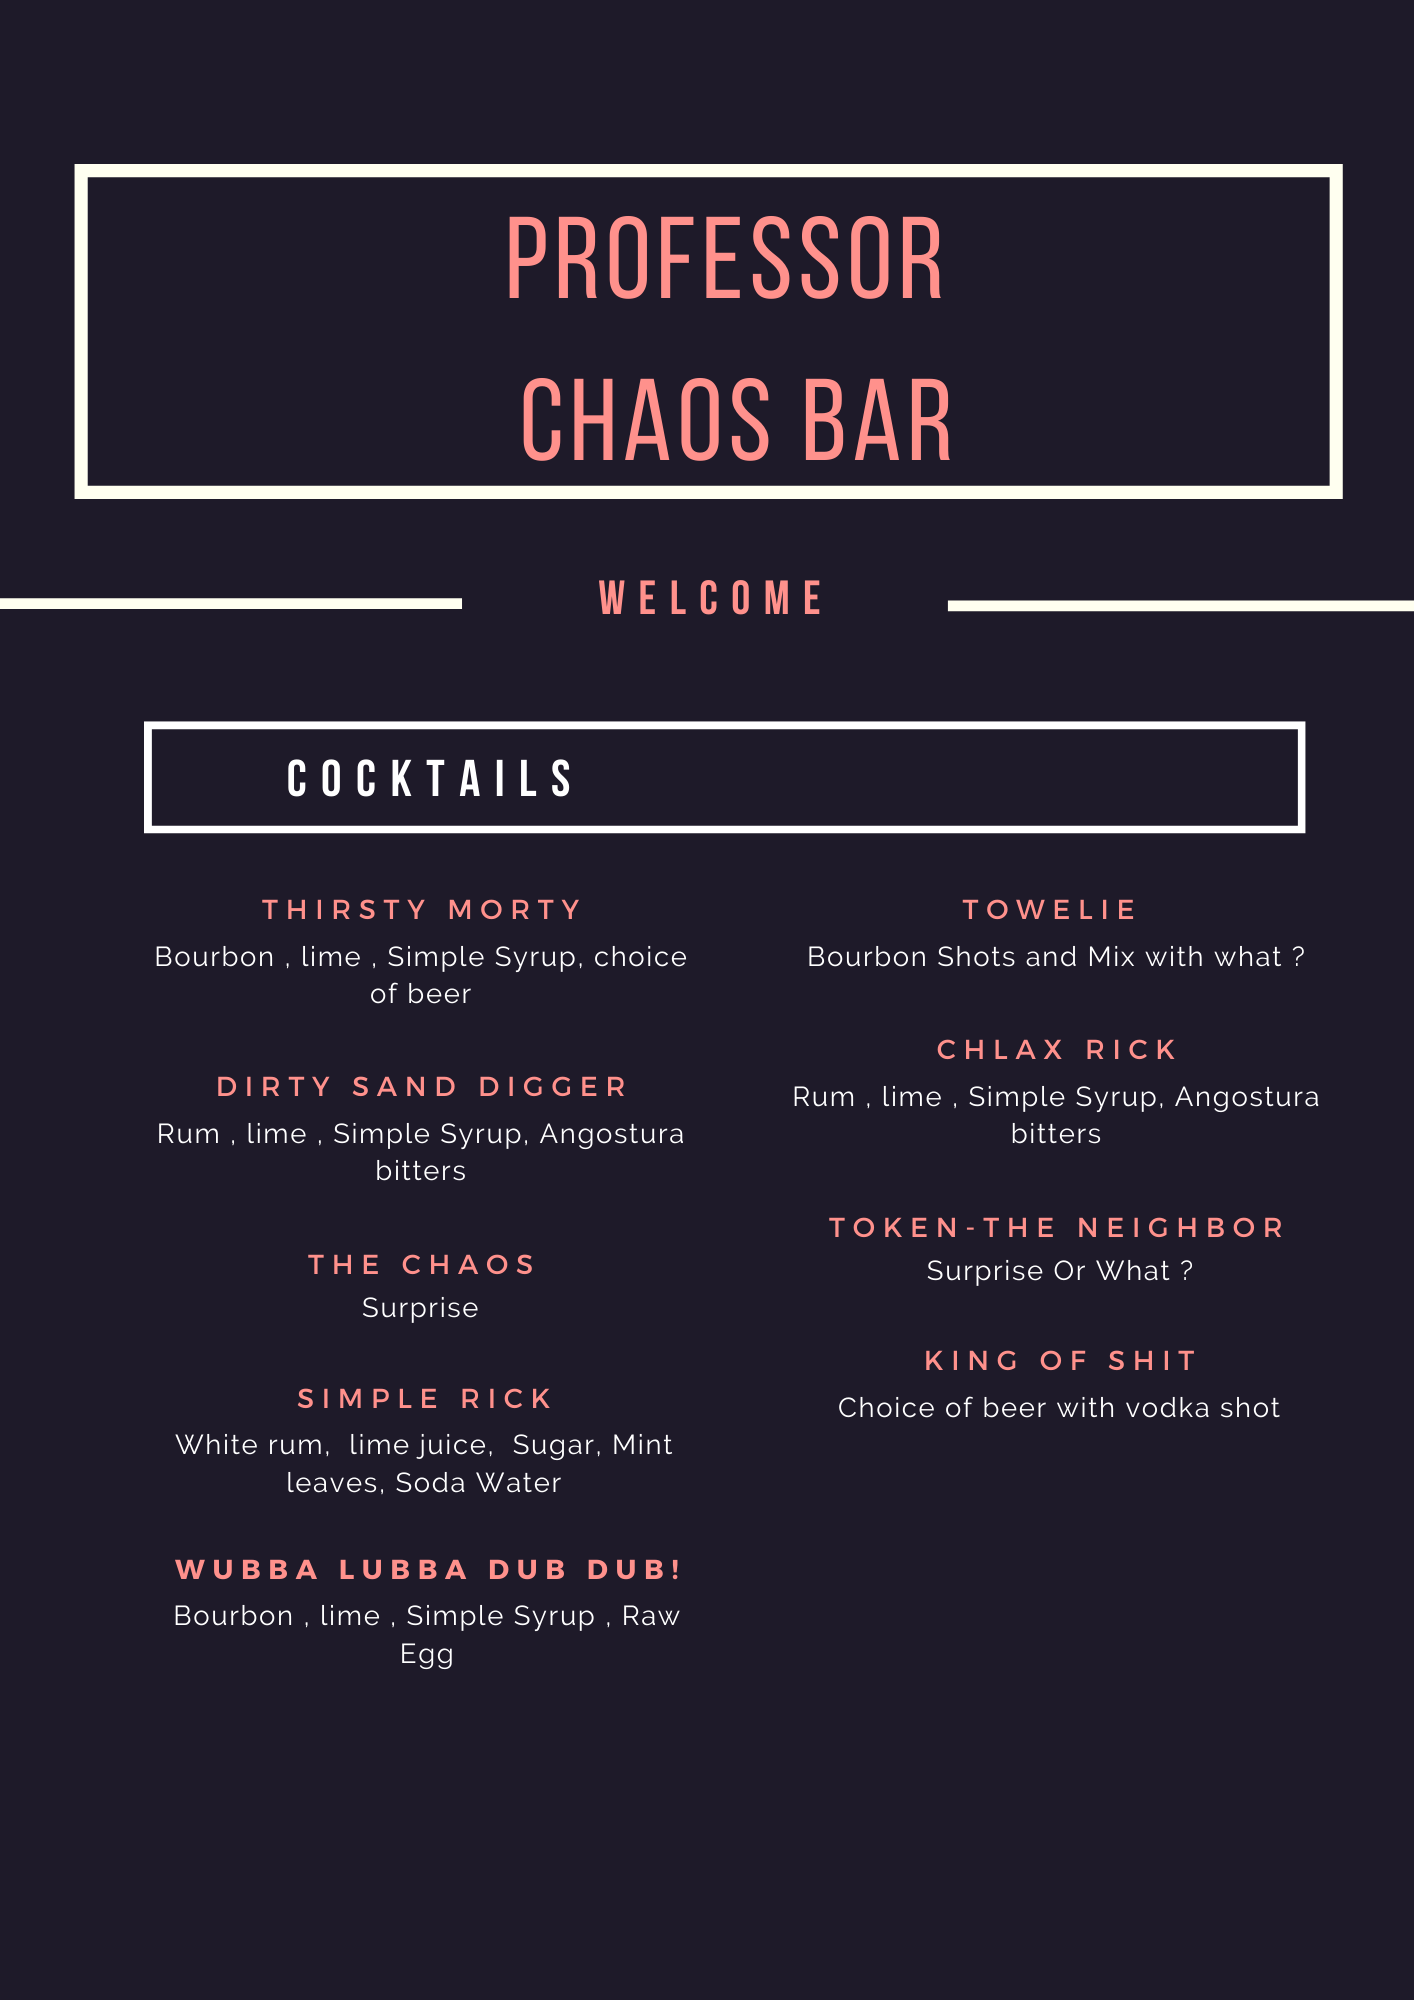 PROFESSOR
CHAOS BAR
WELCOME
COCKTAILS
THIRSTY MORTY
Bourbon , lime , Simple Syrup, choice
of beer
DIRTY SAND DIGGER
Rum , lime , Simple Syrup, Angostura
bitters
THE CHAOS
Surprise
SIMPLE RICK
White rum,  lime juice,  Sugar, Mint
leaves, Soda Water
WUBBA LUBBA DUB DUB!
Bourbon , lime , Simple Syrup , Raw
Egg
TOWELIE
Bourbon Shots and Mix with what ?
CHLAX RICK
Rum , lime , Simple Syrup, Angostura
bitters
TOKEN-THE NEIGHBOR
Surprise Or What ?
KING OF SHIT
Choice of beer with vodka shot